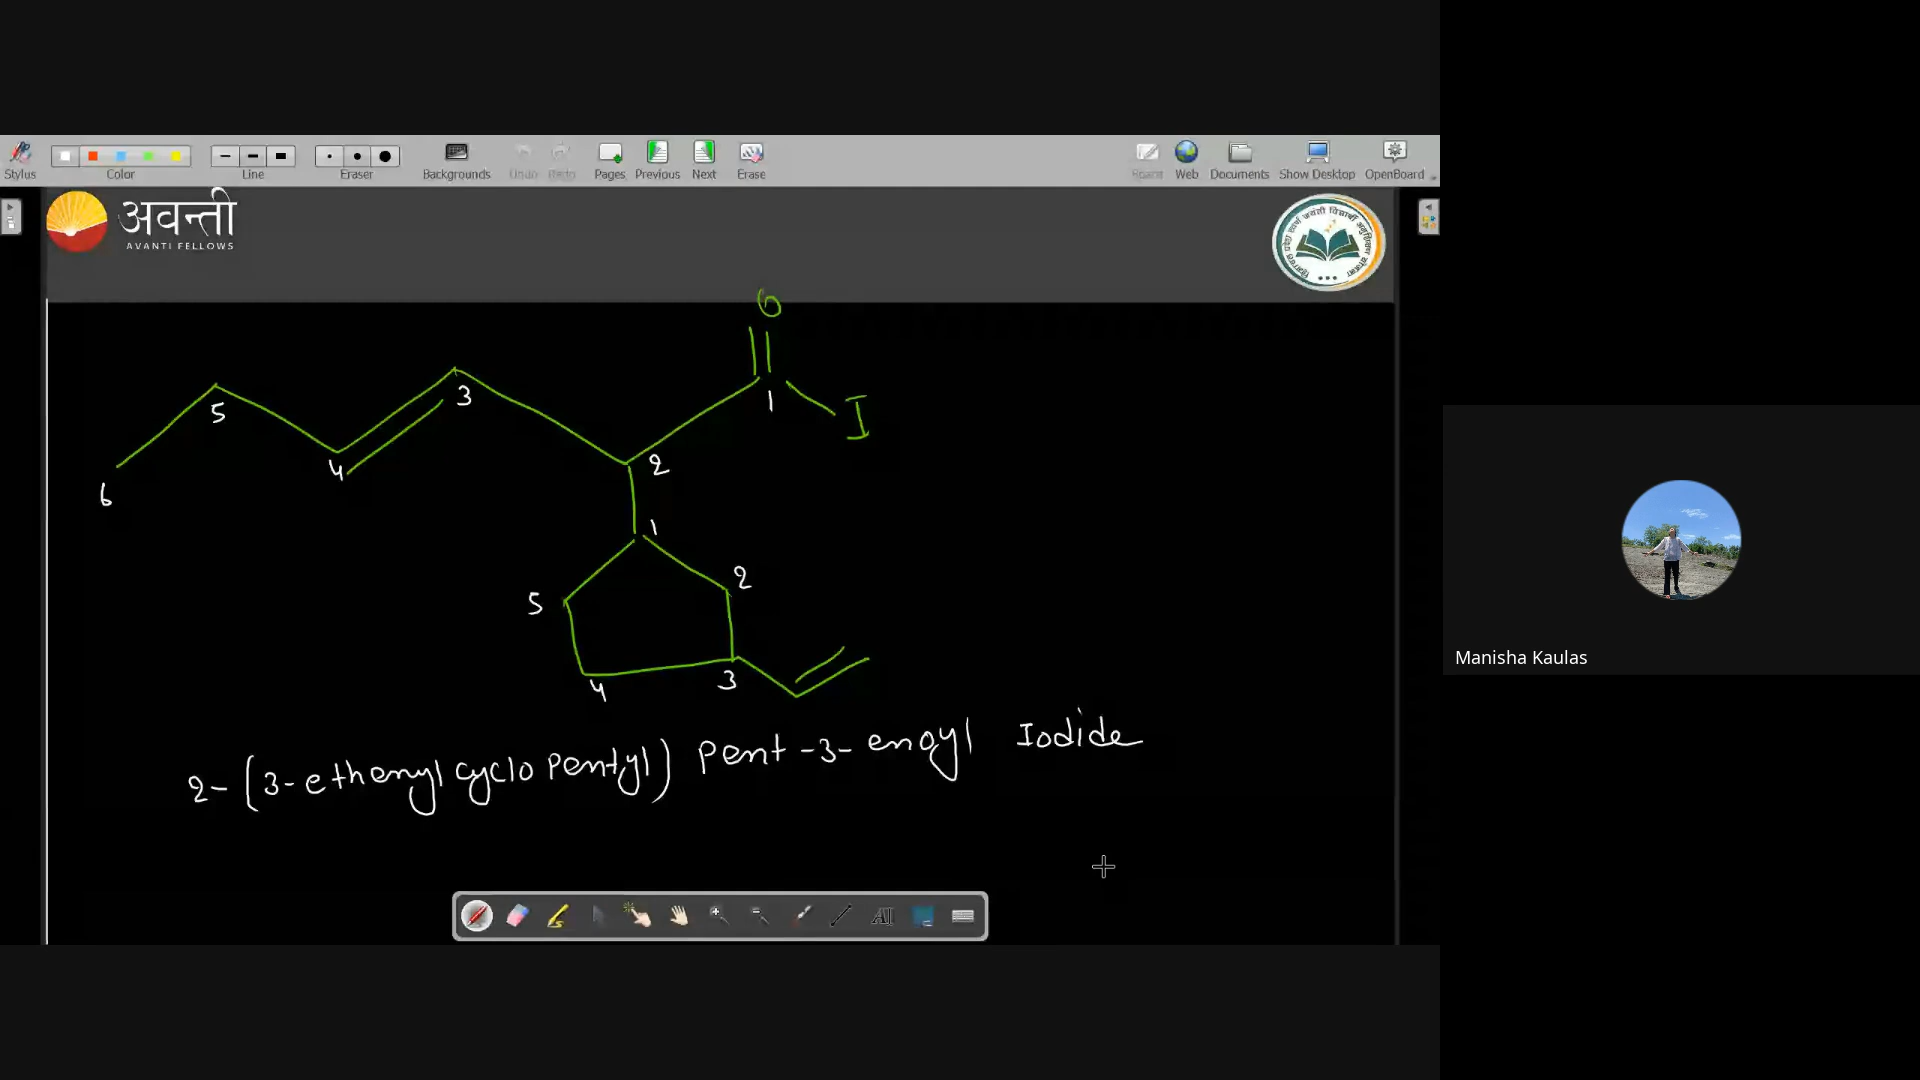 Stylus
Color
Line
Eraser
Backgrounds
Undo
Redo
Pages
Previous
Next
Erase
Board
Web
Documents
Show Desktop
OpenBoard
अवन्ती
AVANTI FELLOWS
O
5
3
1
I
4
2
6
1
5
2
4
3
2-(3-ethenyl cyclo Pentyl) Pent-3-enoyl Iodide
AI
Manisha Kaulas